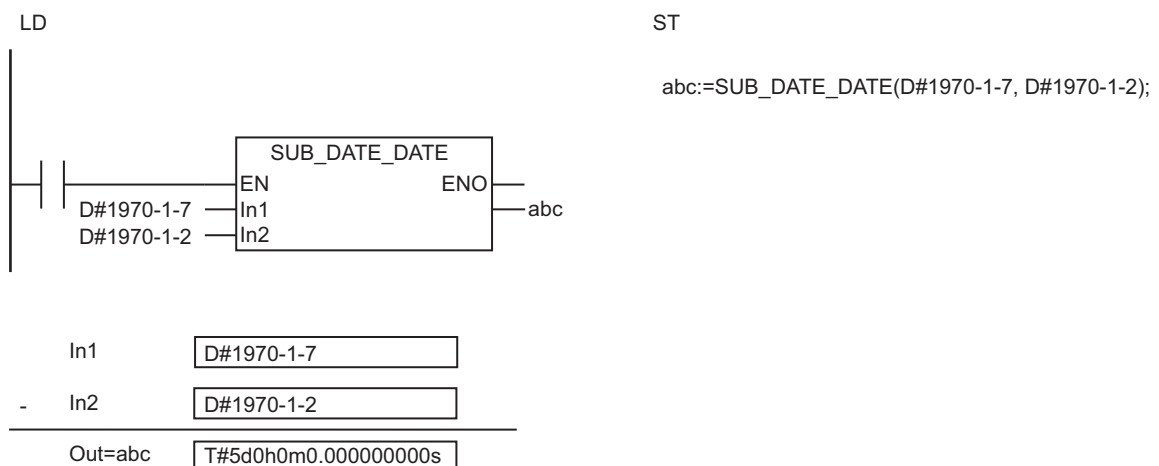 LD
ST
abc:=SUB_DATE_DATE(D#1970-1-7, D#1970-1-2);
SUB_DATE_DATE
EN ENO
D#1970-1-7 In1 abc
D#1970-1-2 In2
In1 D#1970-1-7
- In2 D#1970-1-2
Out=abc T#5d0h0m0.000000000s